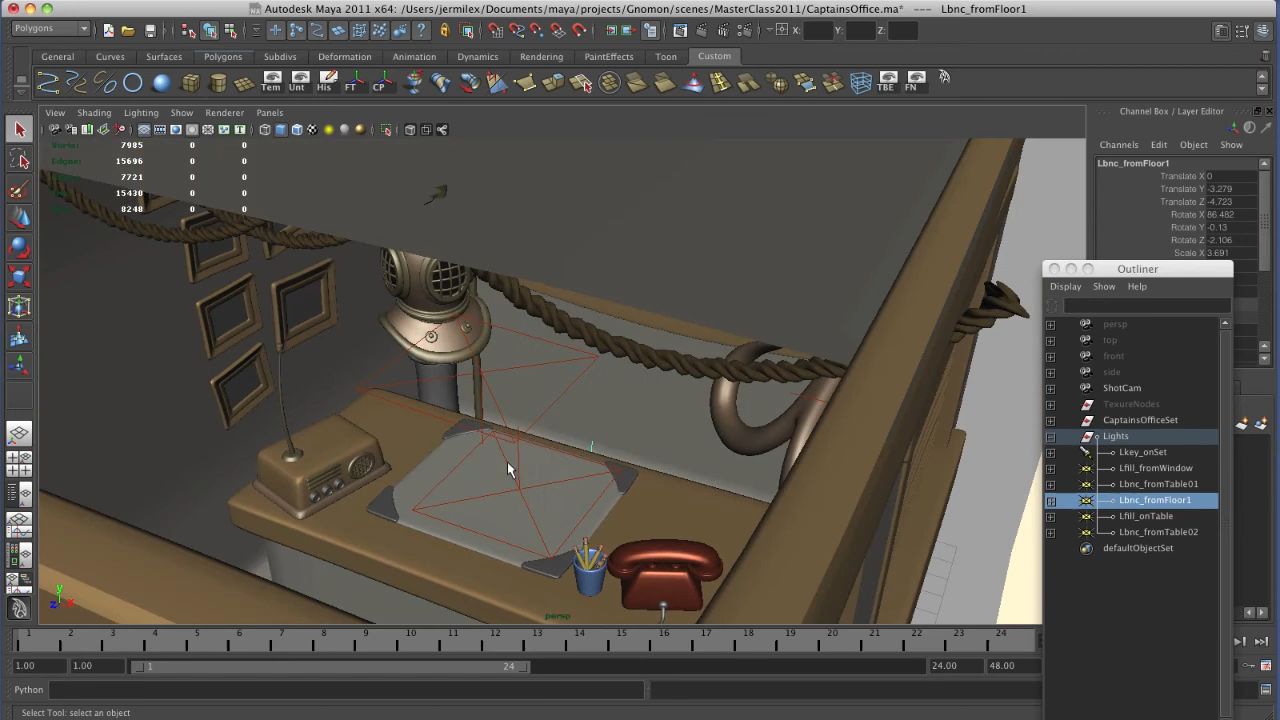 Autodesk Maya 2011 x64: /Users/jermilex/Documents/maya/projects/Gnomon/scenes/MasterClass2011/CaptainsOffice.ma* --- Lbnc_fromFloor1
Polygons X: Y: Z:
General Curves Surfaces Polygons Subdivs Deformation Animation Dynamics Rendering PaintEffects Toon Custom
Tem Unt His FT CP TBE FN
View Shading Lighting Show Renderer Panels
Channel Box / Layer Editor
Channels Edit Object Show
7985 0 0
Edges: 15696 0 0
7721 0 0
15430 0 0
8248 0 0
Lbnc_fromFloor1
Translate X 0
Translate Y -3.279
Translate Z -4.723
Rotate X 86.482
Rotate Y -0.13
Rotate Z -2.106
Scale X 3.691
Outliner
Display Show Help
persp
top
front
side
ShotCam
TexureNodes
CaptainsOfficeSet
Lights
Lkey_onSet
Lfill_fromWindow
Lbnc_fromTable01
Lbnc_fromFloor1
Lfill_onTable
Lbnc_fromTable02
defaultObjectSet
y
z x
persp
1 2 3 4 5 6 7 8 9 10 11 12 13 14 15 16 17 18 19 20 21 22 23 24
1.00 1.00 1 24 24.00 48.00
Python
Select Tool: select an object